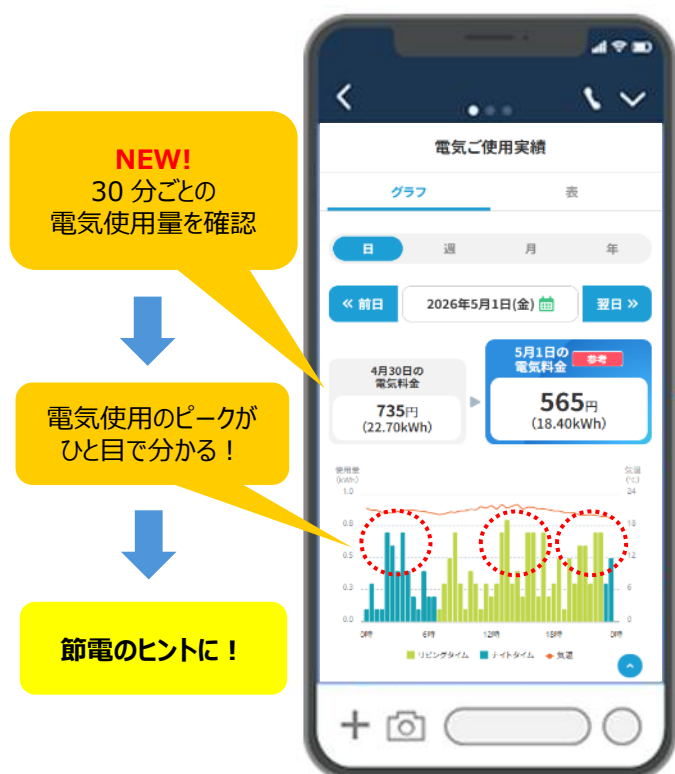 NEW!
30 分ごとの
電気使用量を確認
電気使用のピークが
ひと目で分かる！
節電のヒントに！
電気ご使用実績
グラフ
表
日
週
月
年
≪ 前日
2026年5月1日(金)
翌日 ≫
4月30日の
電気料金
735円
(22.70kWh)
5月1日の
電気料金
参考
565円
(18.40kWh)
使用量
(kWh)
気温
(℃)
1.0
24
0.8
18
0.5
12
0.3
6
0.0
0
0時
6時
12時
18時
0時
リビングタイム
ナイトタイム
気温